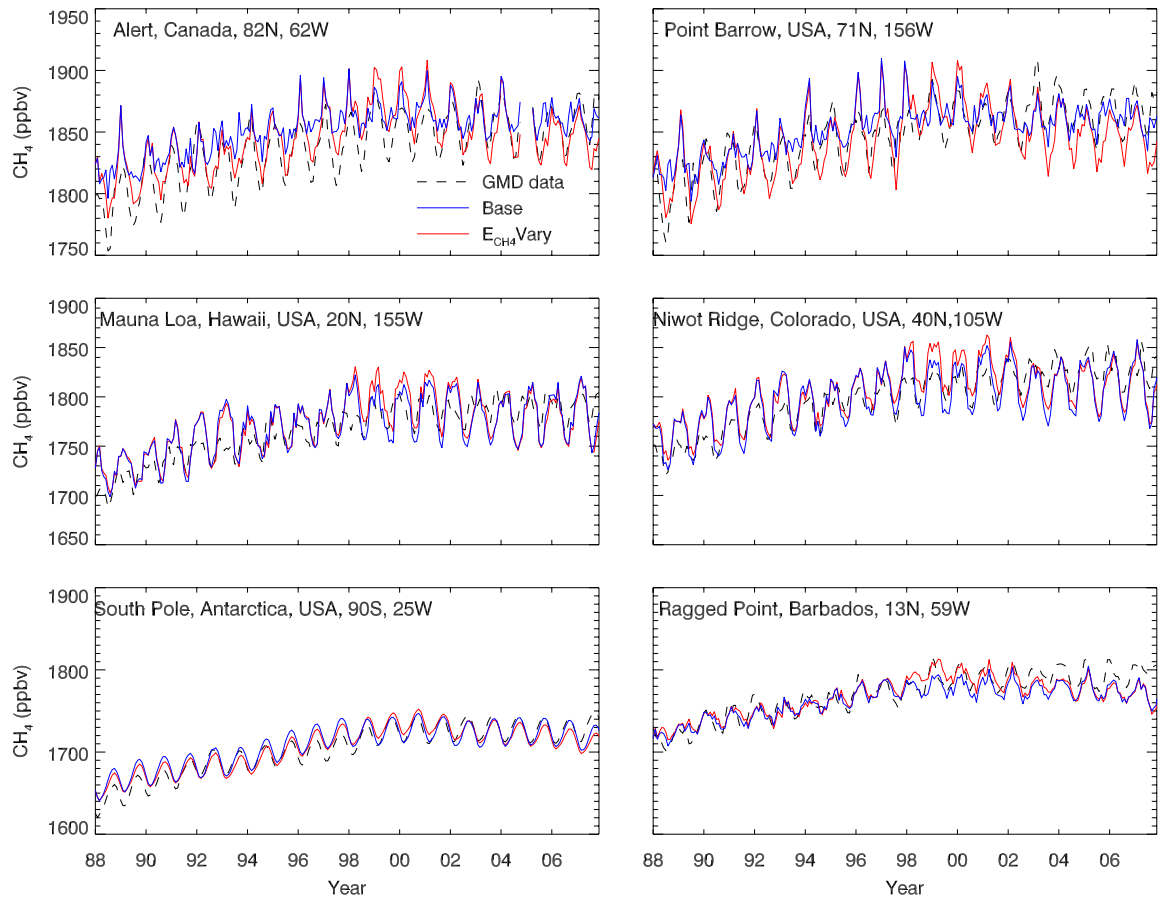 Alert, Canada, 82N, 62W
1950
1900
1850
1800
1750
CH4 (ppbv)
GMD data
Base
ECH4Vary
Point Barrow, USA, 71N, 156W
Mauna Loa, Hawaii, USA, 20N, 155W
1900
1850
1800
1750
1700
1650
CH4 (ppbv)
Niwot Ridge, Colorado, USA, 40N,105W
South Pole, Antarctica, USA, 90S, 25W
1900
1800
1700
1600
CH4 (ppbv)
88 90 92 94 96 98 00 02 04 06
Year
Ragged Point, Barbados, 13N, 59W
88 90 92 94 96 98 00 02 04 06
Year